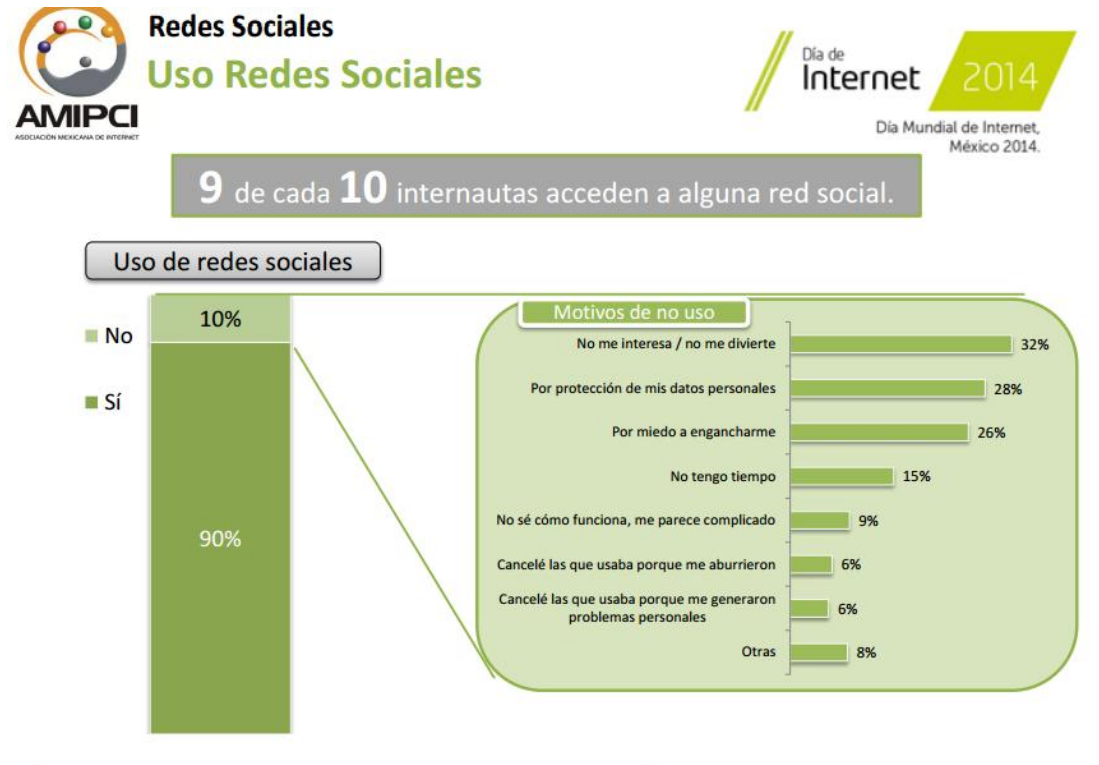 Redes Sociales
Uso Redes Sociales
AMIPCI
ASOCIACIÓN MEXICANA DE INTERNET
Día de
Internet
2014
Día Mundial de Internet,
México 2014.
9 de cada 10 internautas acceden a alguna red social.
Uso de redes sociales
No
Sí
10%
90%
Motivos de no uso
No me interesa / no me divierte 32%
Por protección de mis datos personales 28%
Por miedo a engancharme 26%
No tengo tiempo 15%
No sé cómo funciona, me parece complicado 9%
Cancelé las que usaba porque me aburrieron 6%
Cancelé las que usaba porque me generaron
problemas personales 6%
Otras 8%